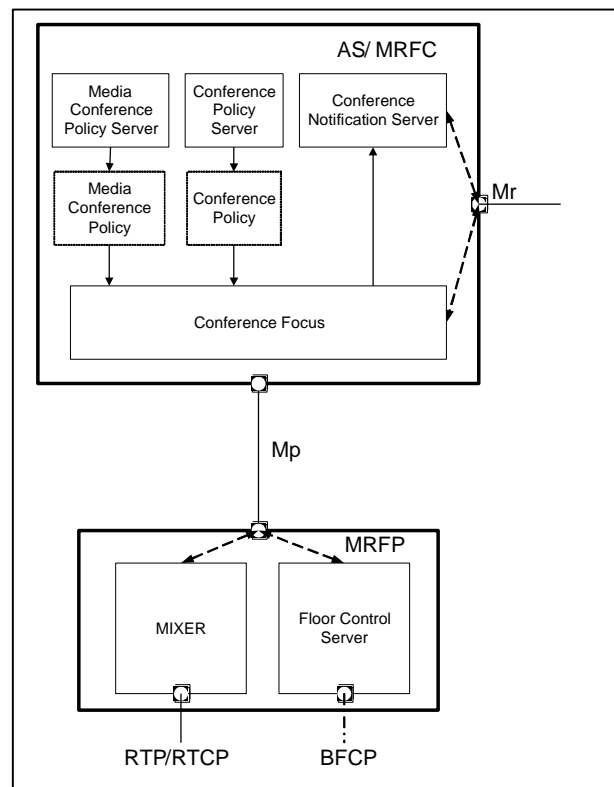 AS/ MRFC
Media
Conference
Policy Server
Conference
Policy
Server
Conference
Notification Server
Media
Conference
Policy
Conference
Policy
Mr
Conference Focus
Mp
MRFP
MIXER
Floor Control
Server
RTP/RTCP
BFCP